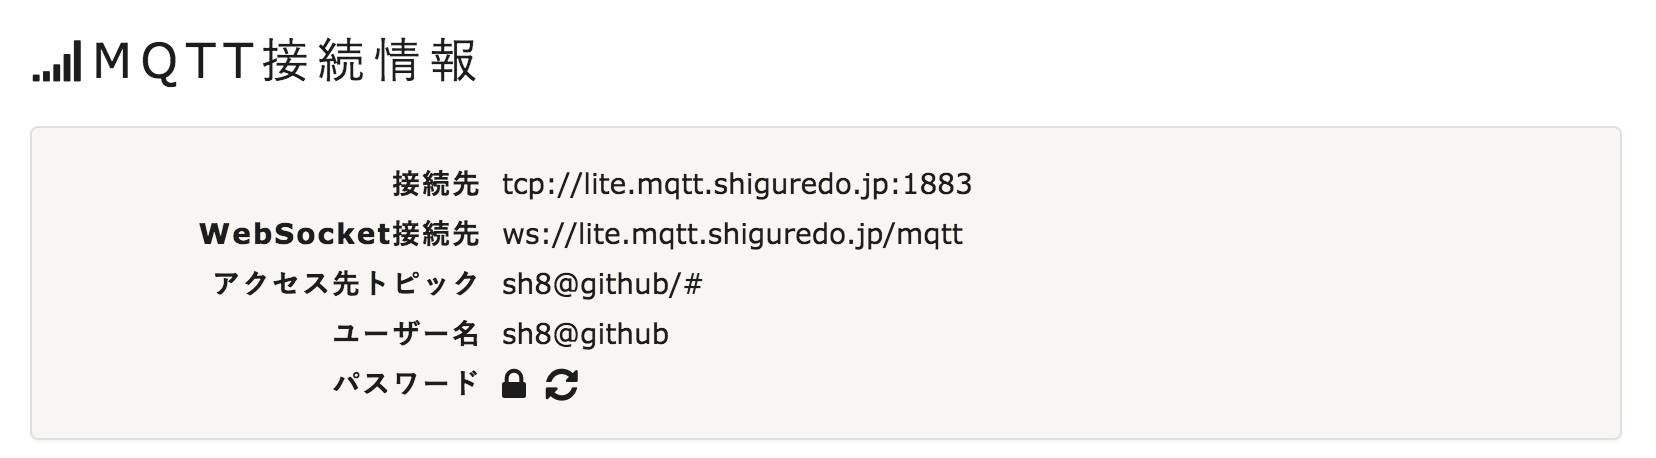 MQTT接続情報
接続先 tcp://lite.mqtt.shiguredo.jp:1883
WebSocket接続先 ws://lite.mqtt.shiguredo.jp/mqtt
アクセス先トピック sh8@github/#
ユーザー名 sh8@github
パスワード